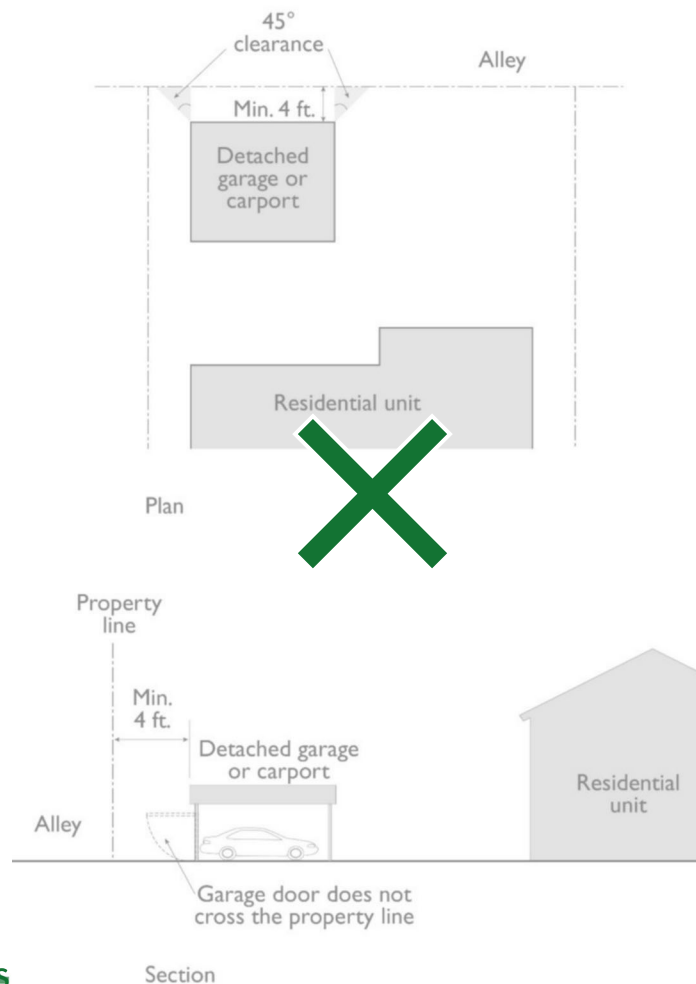 45°
clearance
Alley
Min. 4 ft.
Detached
garage or
carport
Residential unit
Plan
Property
line
Min.
4 ft.
Detached garage
or carport
Alley
Residential
unit
Garage door does not
cross the property line
s
Section